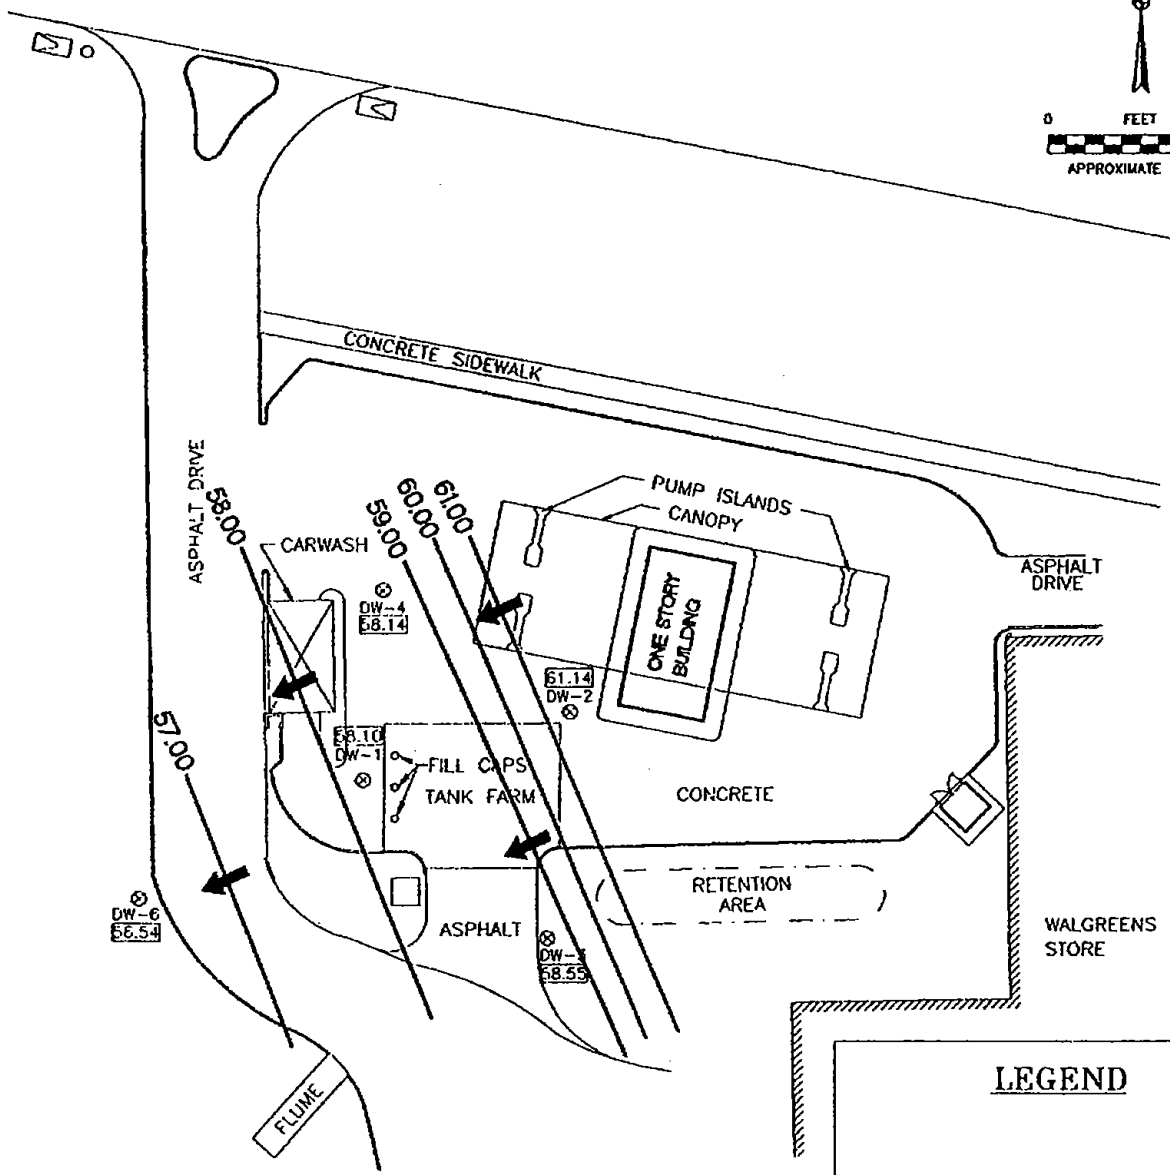 0 FEET
APPROXIMATE
CONCRETE SIDEWALK
ASPHALT DRIVE
58.00
59.00
60.00
61.00
PUMP ISLANDS
CANOPY
CARWASH
ASPHALT
DRIVE
DW-4
58.14
ONE STORY
BUILDING
61.14
DW-2
57.00
58.10
DW-1
FILL CAPS
TANK FARM
CONCRETE
RETENTION
AREA
DW-6
56.54
ASPHALT
DW-3
58.55
WALGREENS
STORE
FLUME
LEGEND